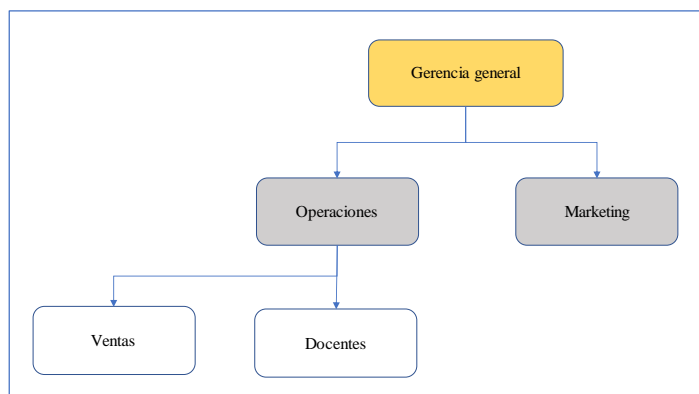 Gerencia general
Operaciones
Marketing
Ventas
Docentes